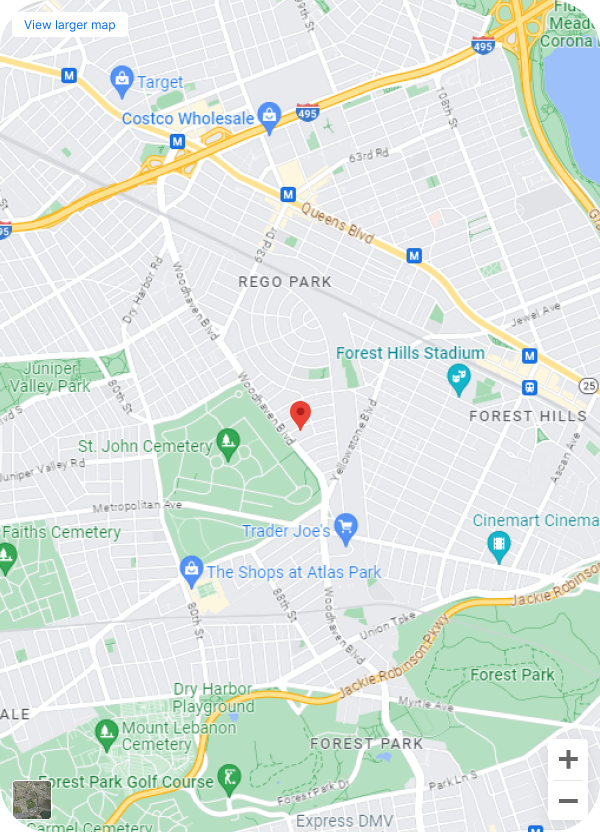 View larger map
99th St
Flu
Mead
Corona
495
M
Target
108th St
Costco Wholesale
495
M
63rd Rd
M
Queens Blvd
495
63rd Dr
M
Woodhaven Blvd
Dry Harbor Rd
REGO PARK
Jewel Ave
Forest Hills Stadium
M
Juniper
Valley Park
80th St
25
Woodhaven Blvd
FOREST HILLS
Yellowstone Blvd
St. John Cemetery
Ascan Ave
Juniper Valley Rd
Metropolitan Ave
Cinemart Cinema
Faiths Cemetery
Trader Joe's
The Shops at Atlas Park
Jackie Robinson
80th St
88th St
Woodhaven Blvd
Union Tpke
Jackie Robinson Pkwy
Forest Park
Dry Harbor
Playground
Myrtle Ave
ALE
Mount Lebanon
Cemetery
FOREST PARK
Forest Park Golf Course
Forest Park Dr
Park Ln S
Express DMV
Carmel Cemetery
M